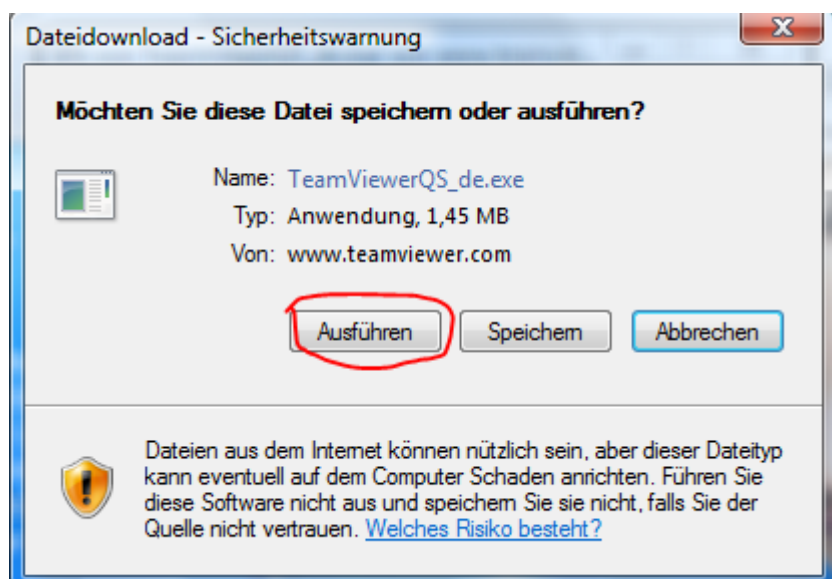 Dateidownload - Sicherheitswarnung
Möchten Sie diese Datei speichern oder ausführen?
Name: TeamViewerQS_de.exe
Typ: Anwendung, 1,45 MB
Von: www.teamviewer.com
Ausführen Speichern Abbrechen
Dateien aus dem Internet können nützlich sein, aber dieser Dateityp
kann eventuell auf dem Computer Schaden anrichten. Führen Sie
diese Software nicht aus und speichern Sie sie nicht, falls Sie der
Quelle nicht vertrauen. Welches Risiko besteht?